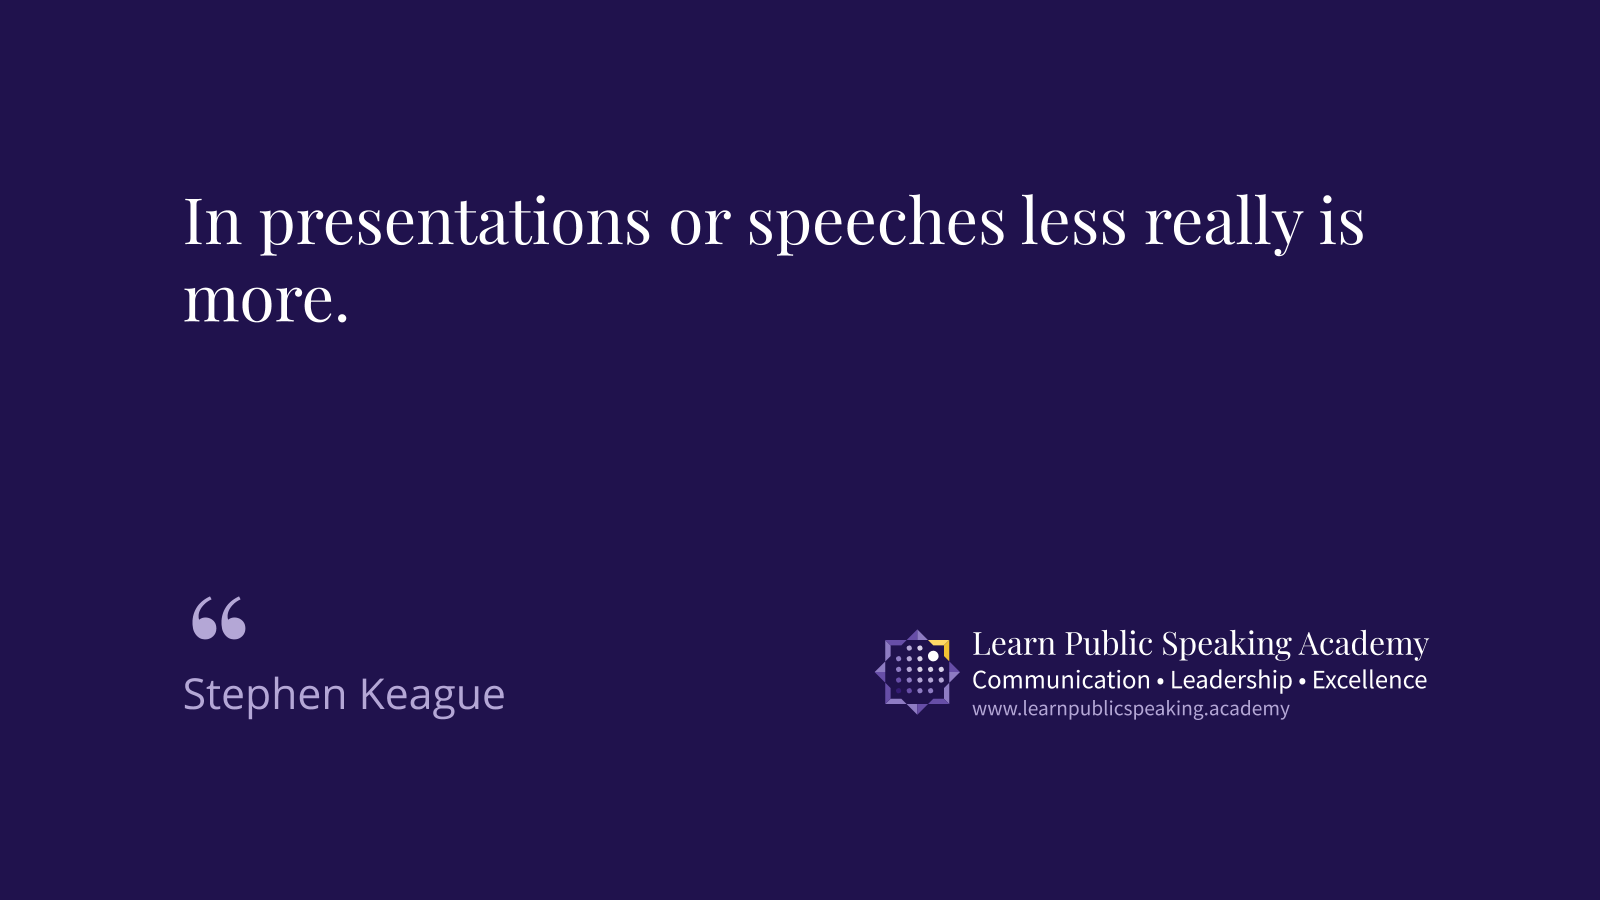 In presentations or speeches less really is
more.
“
Stephen Keague
Learn Public Speaking Academy
Communication • Leadership • Excellence
www.learnpublicspeaking.academy